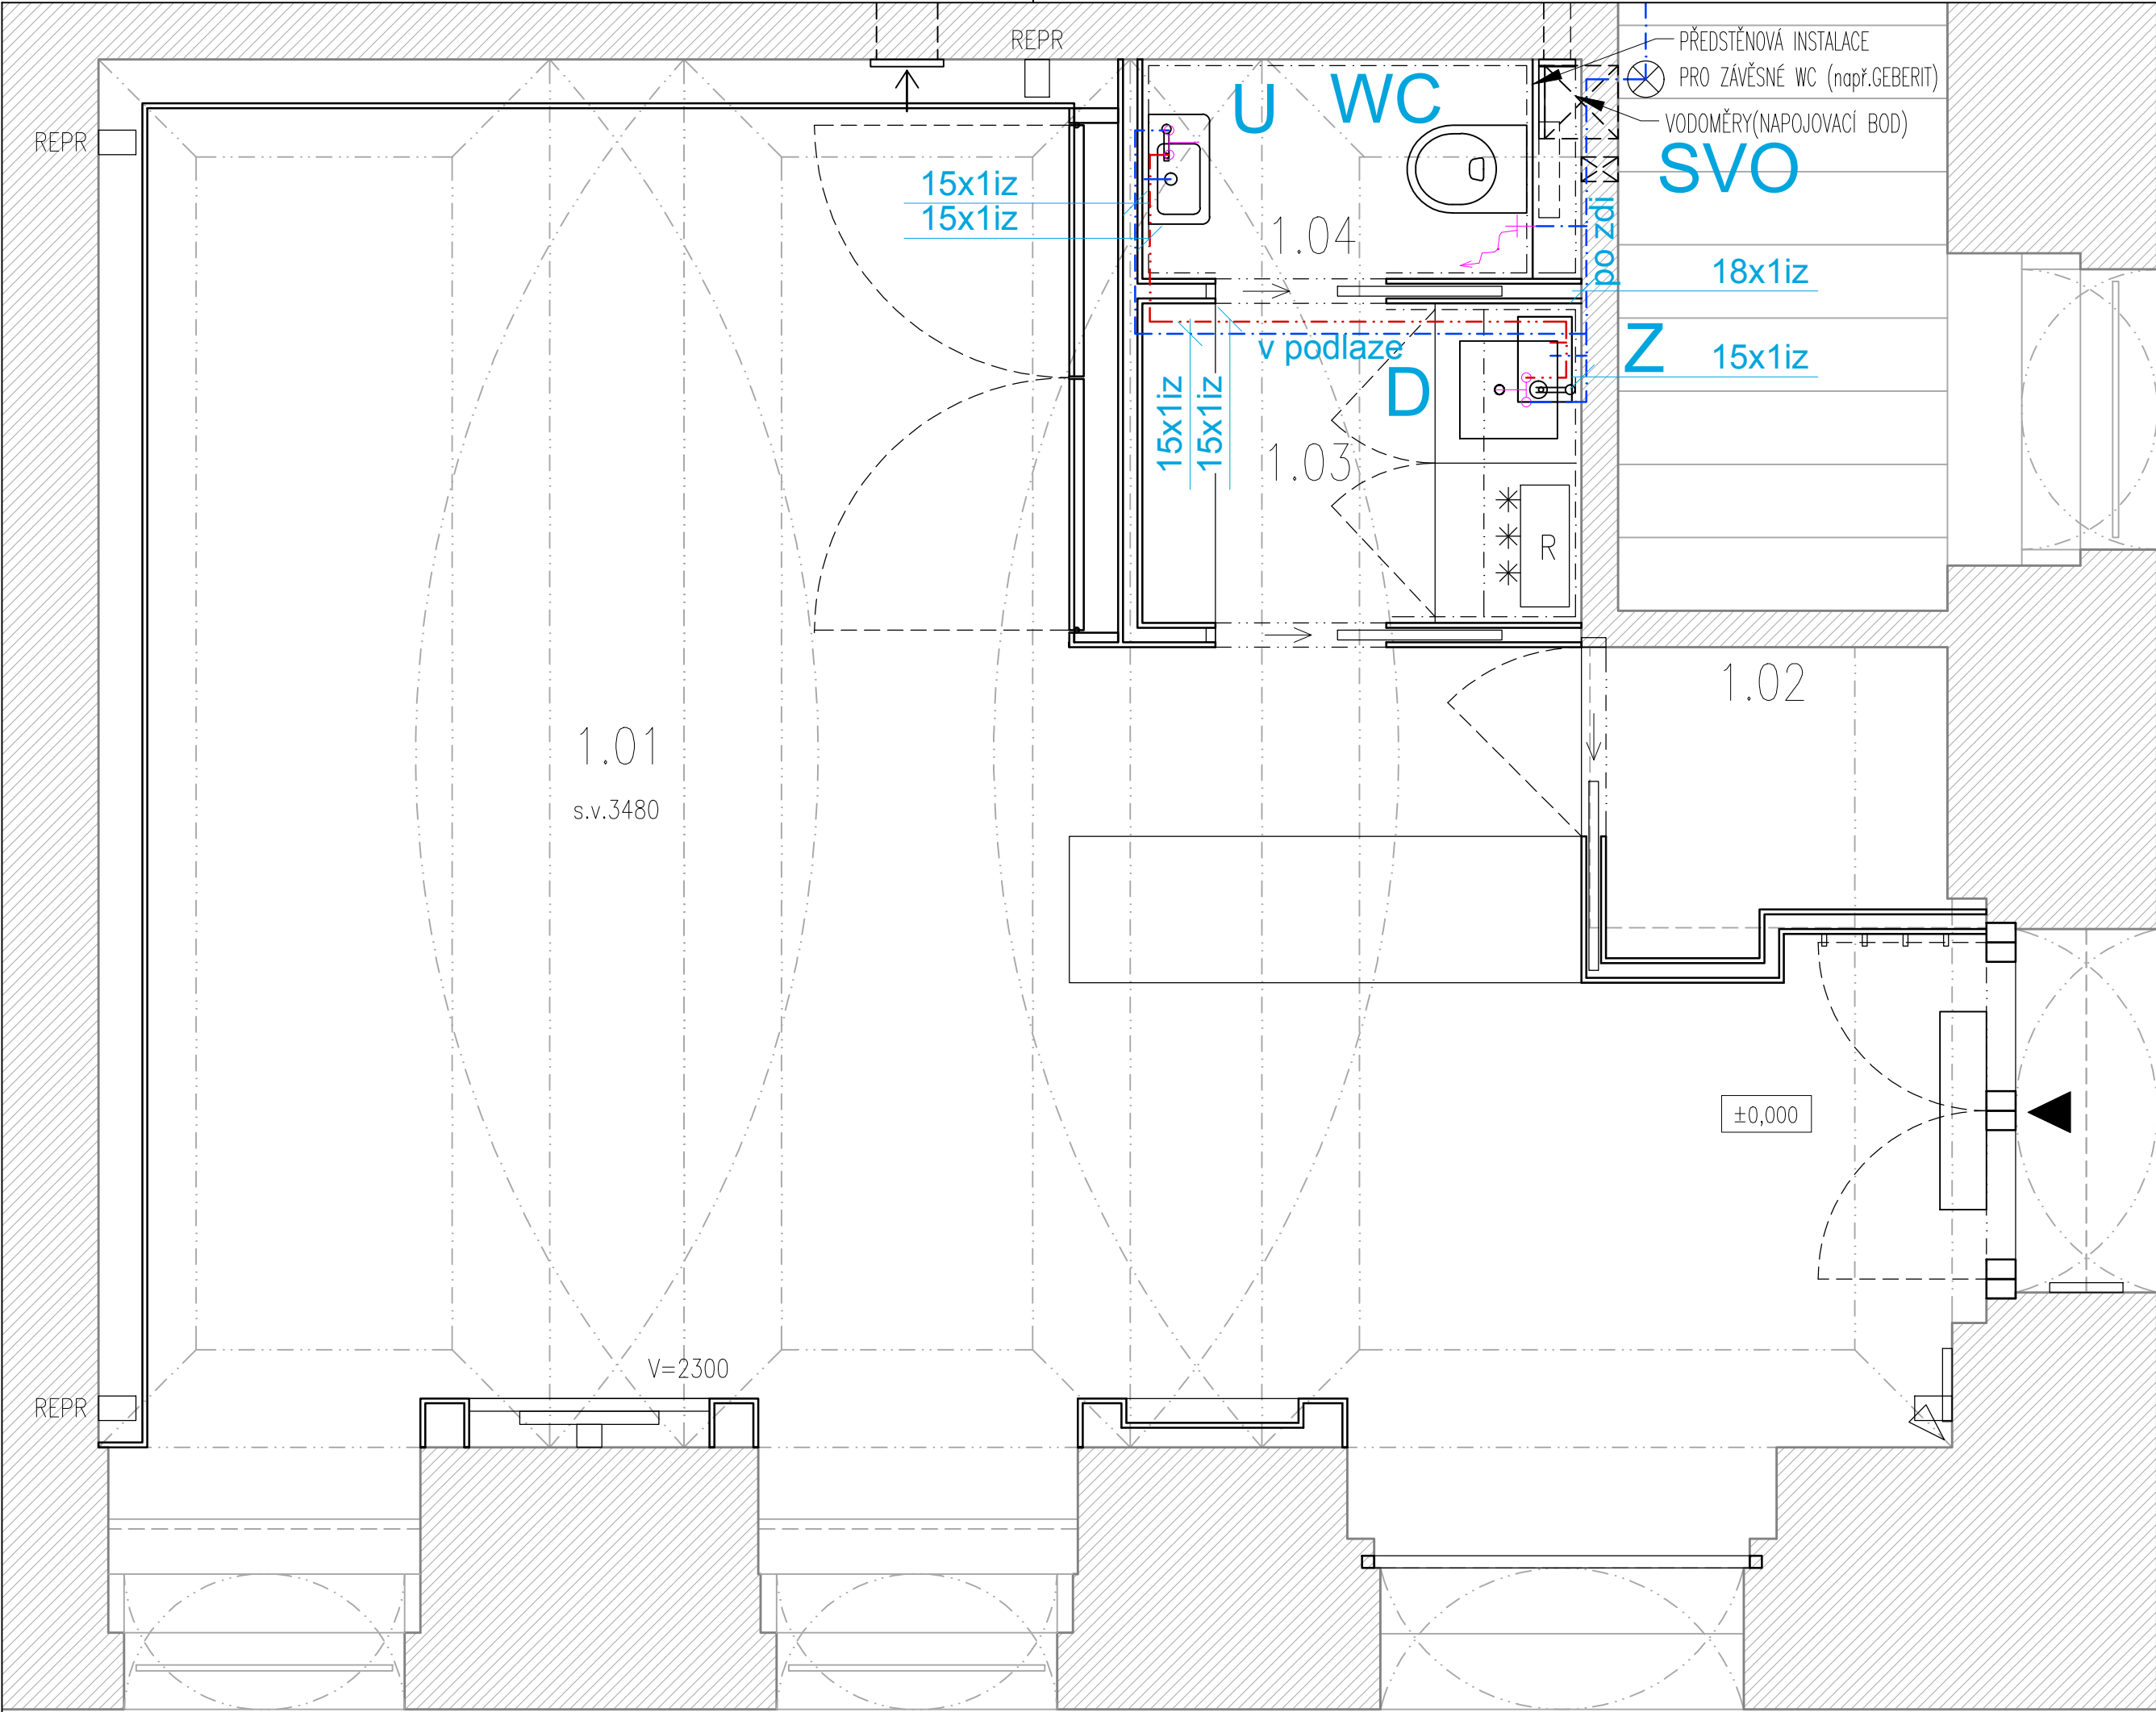 REPR
PŘEDSTĚNOVÁ INSTALACE
PRO ZÁVĚSNÉ WC (např.GEBERIT)
VODOMĚRY(NAPOJOVACÍ BOD)
REPR
U
WC
SVO
15x1iz
15x1iz
1.04
po zdi
18x1iz
v podlaze
Z
15x1iz
D
15x1iz
15x1iz
1.03
R
1.02
1.01
s.v.3480
±0,000
V=2300
REPR